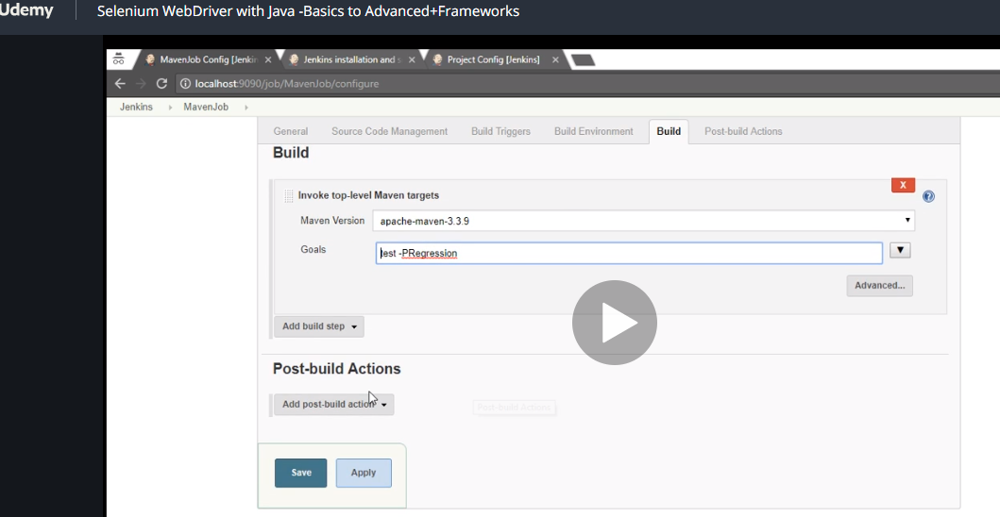 Udemy
Selenium WebDriver with Java -Basics to Advanced+Frameworks
MavenJob Config [Jenkin
Jenkins installation and s
Project Config [Jenkins]
localhost:9090/job/MavenJob/configure
Jenkins
MavenJob
General
Source Code Management
Build Triggers
Build Environment
Build
Post-build Actions
Build
X
Invoke top-level Maven targets
Maven Version
apache-maven-3.3.9
Goals
test -PRegression
Advanced...
Add build step
Post-build Actions
Add post-build action
Post-build Actions
Save
Apply